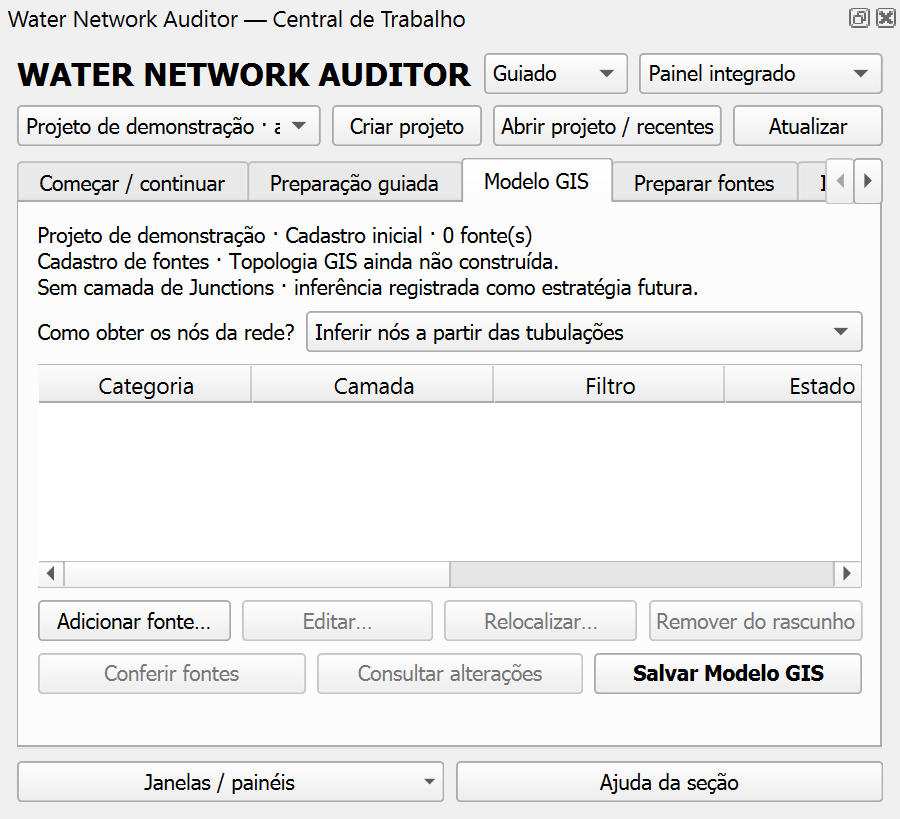 Water Network Auditor — Central de Trabalho
WATER NETWORK AUDITOR Guiado Painel integrado
Projeto de demonstração · Criar projeto Abrir projeto / recentes Atualizar
Começar / continuar Preparação guiada Modelo GIS Preparar fontes
Projeto de demonstração · Cadastro inicial · 0 fonte(s)
Cadastro de fontes · Topologia GIS ainda não construída.
Sem camada de Junctions · inferência registrada como estratégia futura.
Como obter os nós da rede? Inferir nós a partir das tubulações
Categoria Camada Filtro Estado
Adicionar fonte... Editar... Relocalizar... Remover do rascunho
Conferir fontes Consultar alterações Salvar Modelo GIS
Janelas / painéis Ajuda da seção